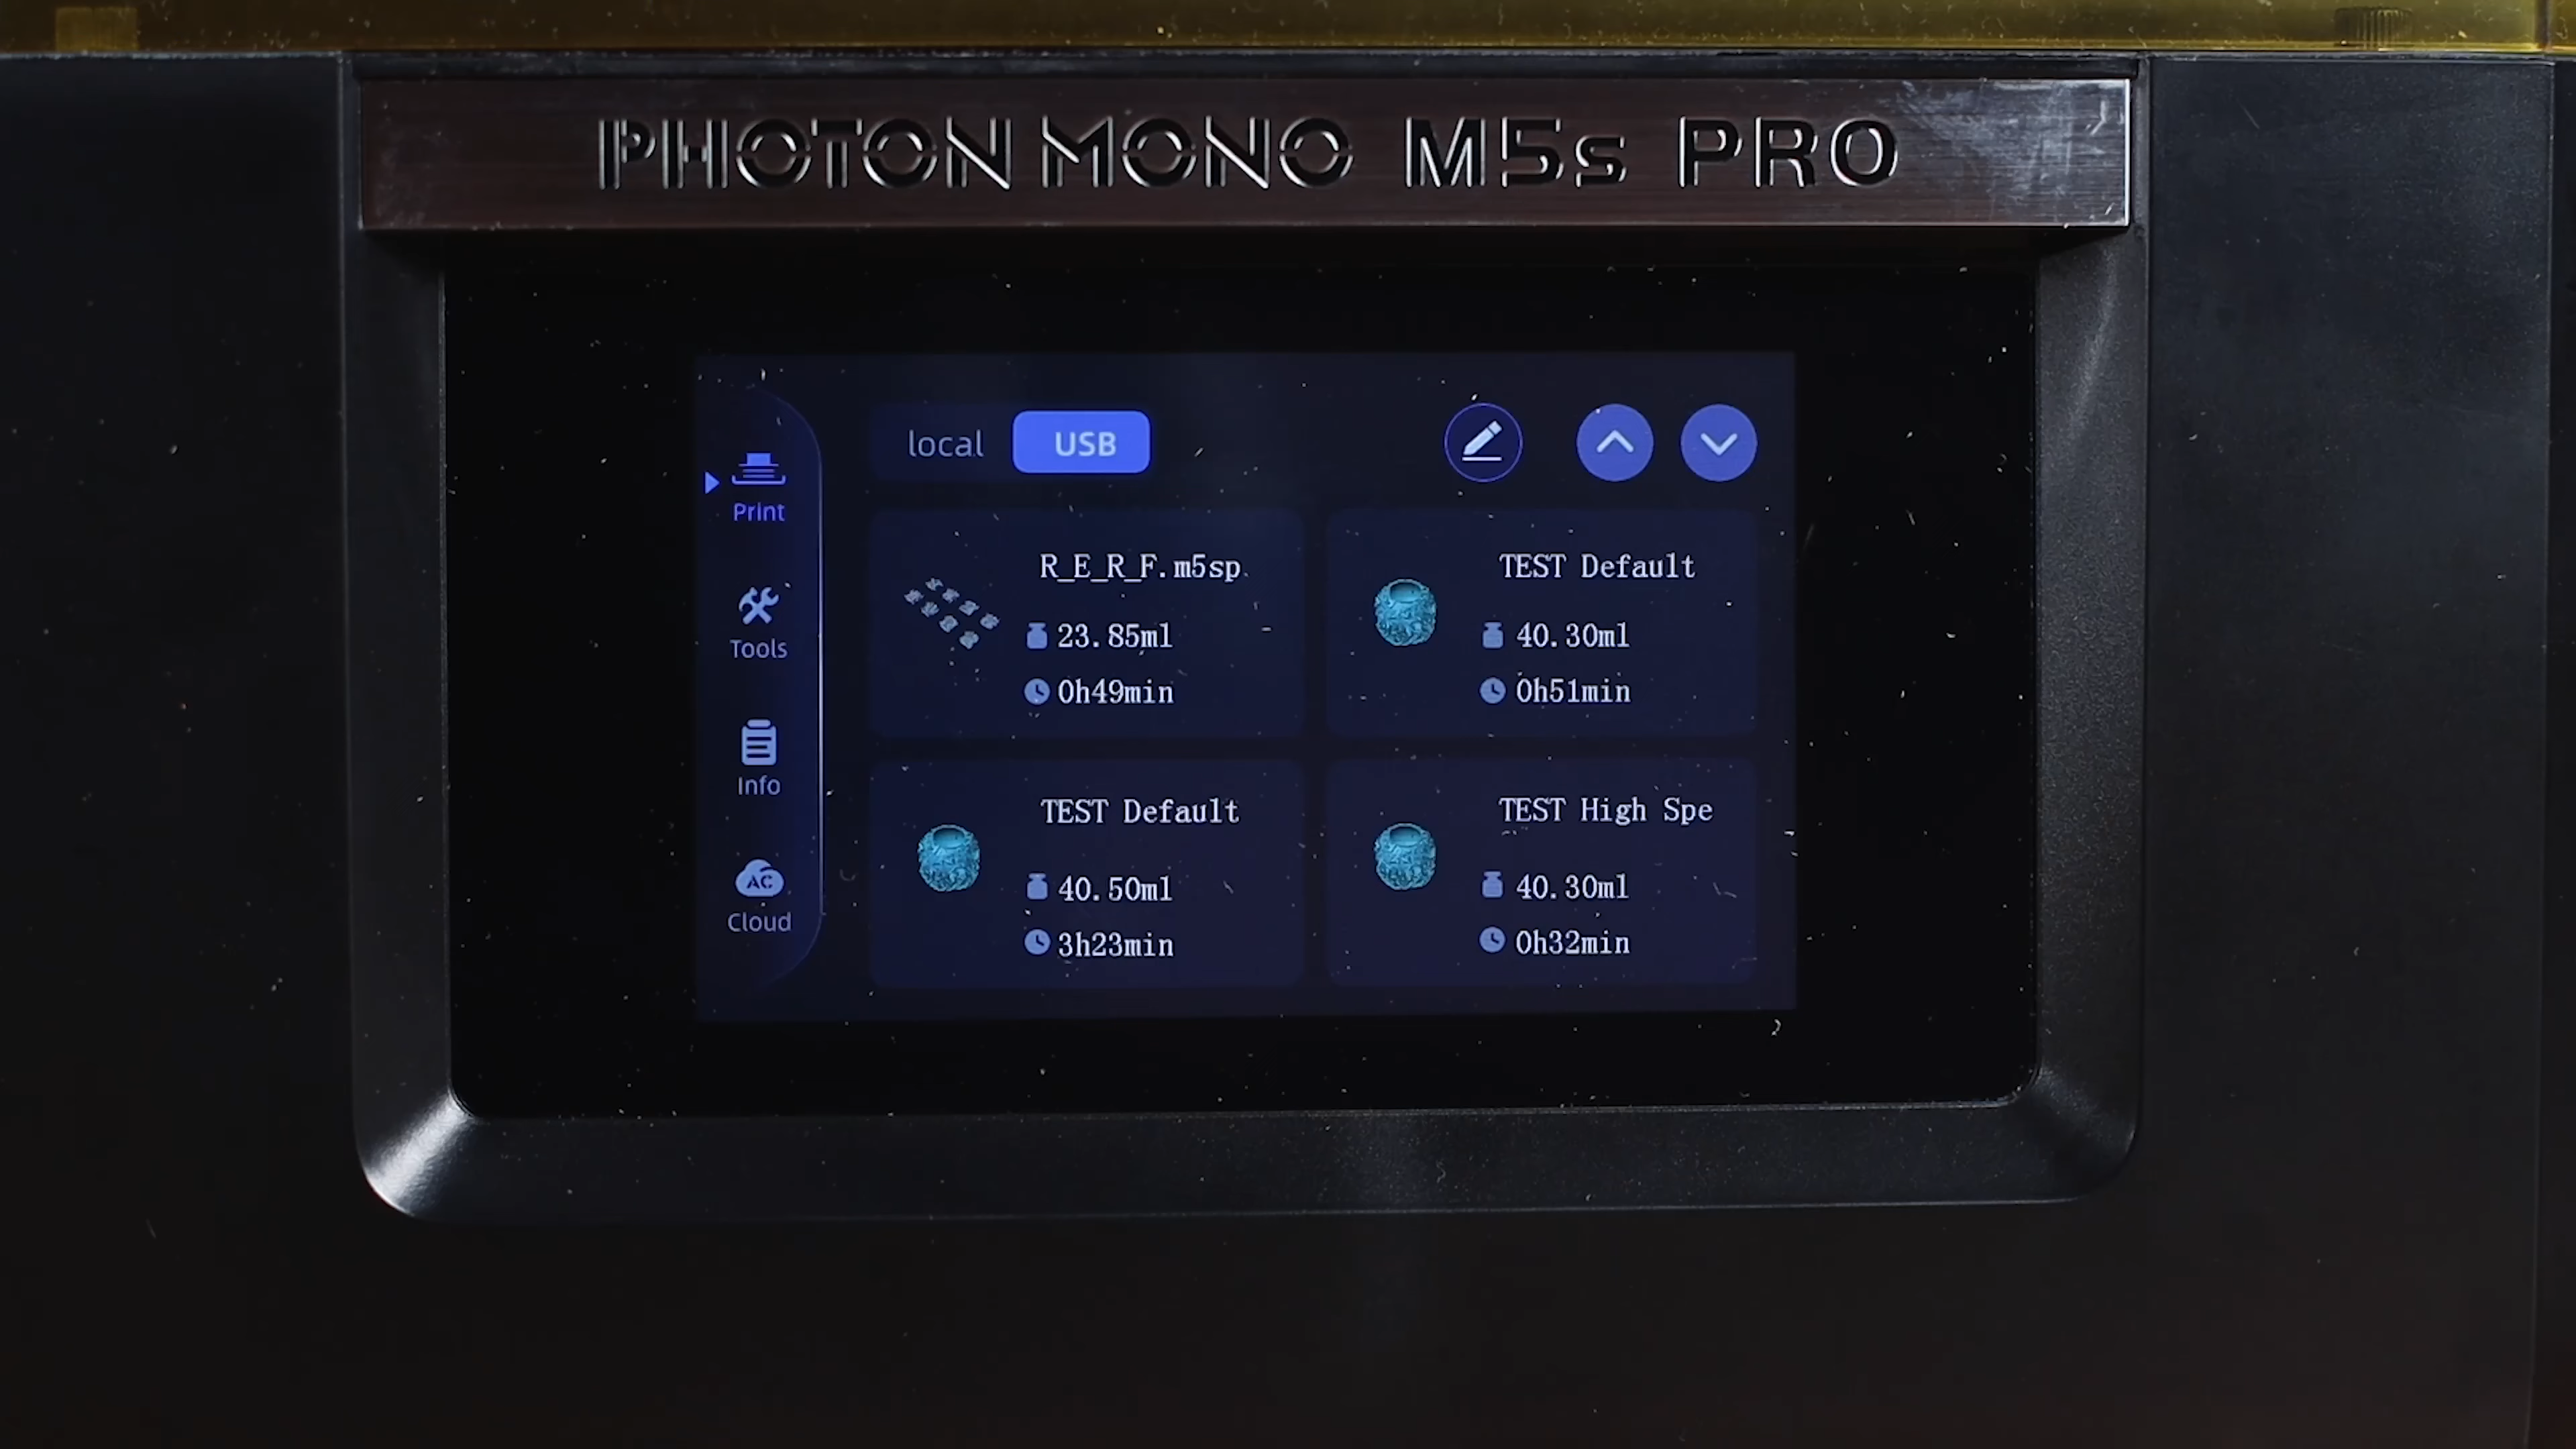 PHOTON MONO M5s PRO
local USB
Print
Tools
Info
AC
Cloud
R_E_R_F.m5sp
23.85ml
0h49min
TEST Default
40.30ml
0h51min
TEST Default
40.50ml
3h23min
TEST High Spe
40.30ml
0h32min